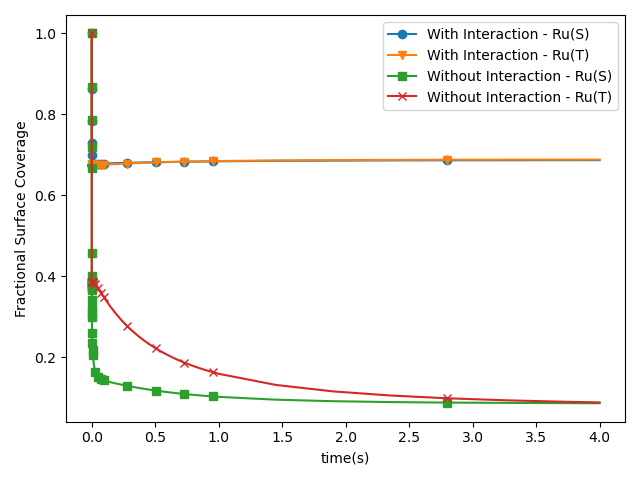 With Interaction - Ru(S)
With Interaction - Ru(T)
Without Interaction - Ru(S)
Without Interaction - Ru(T)
Fractional Surface Coverage
1.0
0.8
0.6
0.4
0.2
0.0 0.5 1.0 1.5 2.0 2.5 3.0 3.5 4.0
time(s)